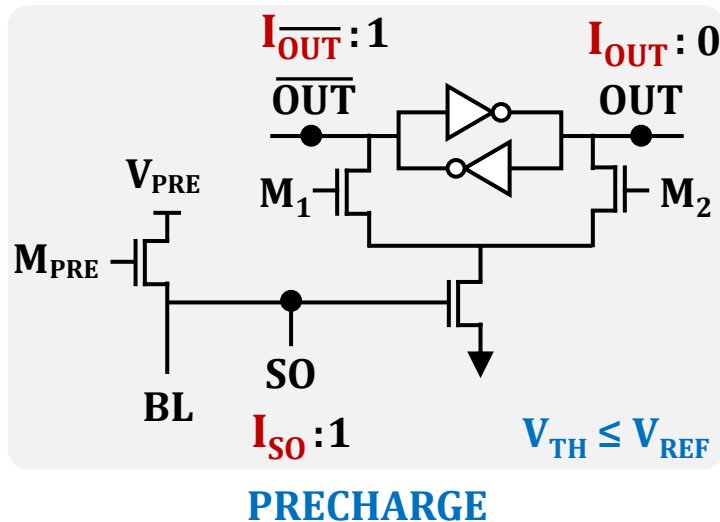 I_OUT̅ : 1
I_OUT : 0
OUT̅
OUT
V_PRE
M_1
M_2
M_PRE
SO
BL
I_SO :1
V_TH ≤ V_REF
PRECHARGE